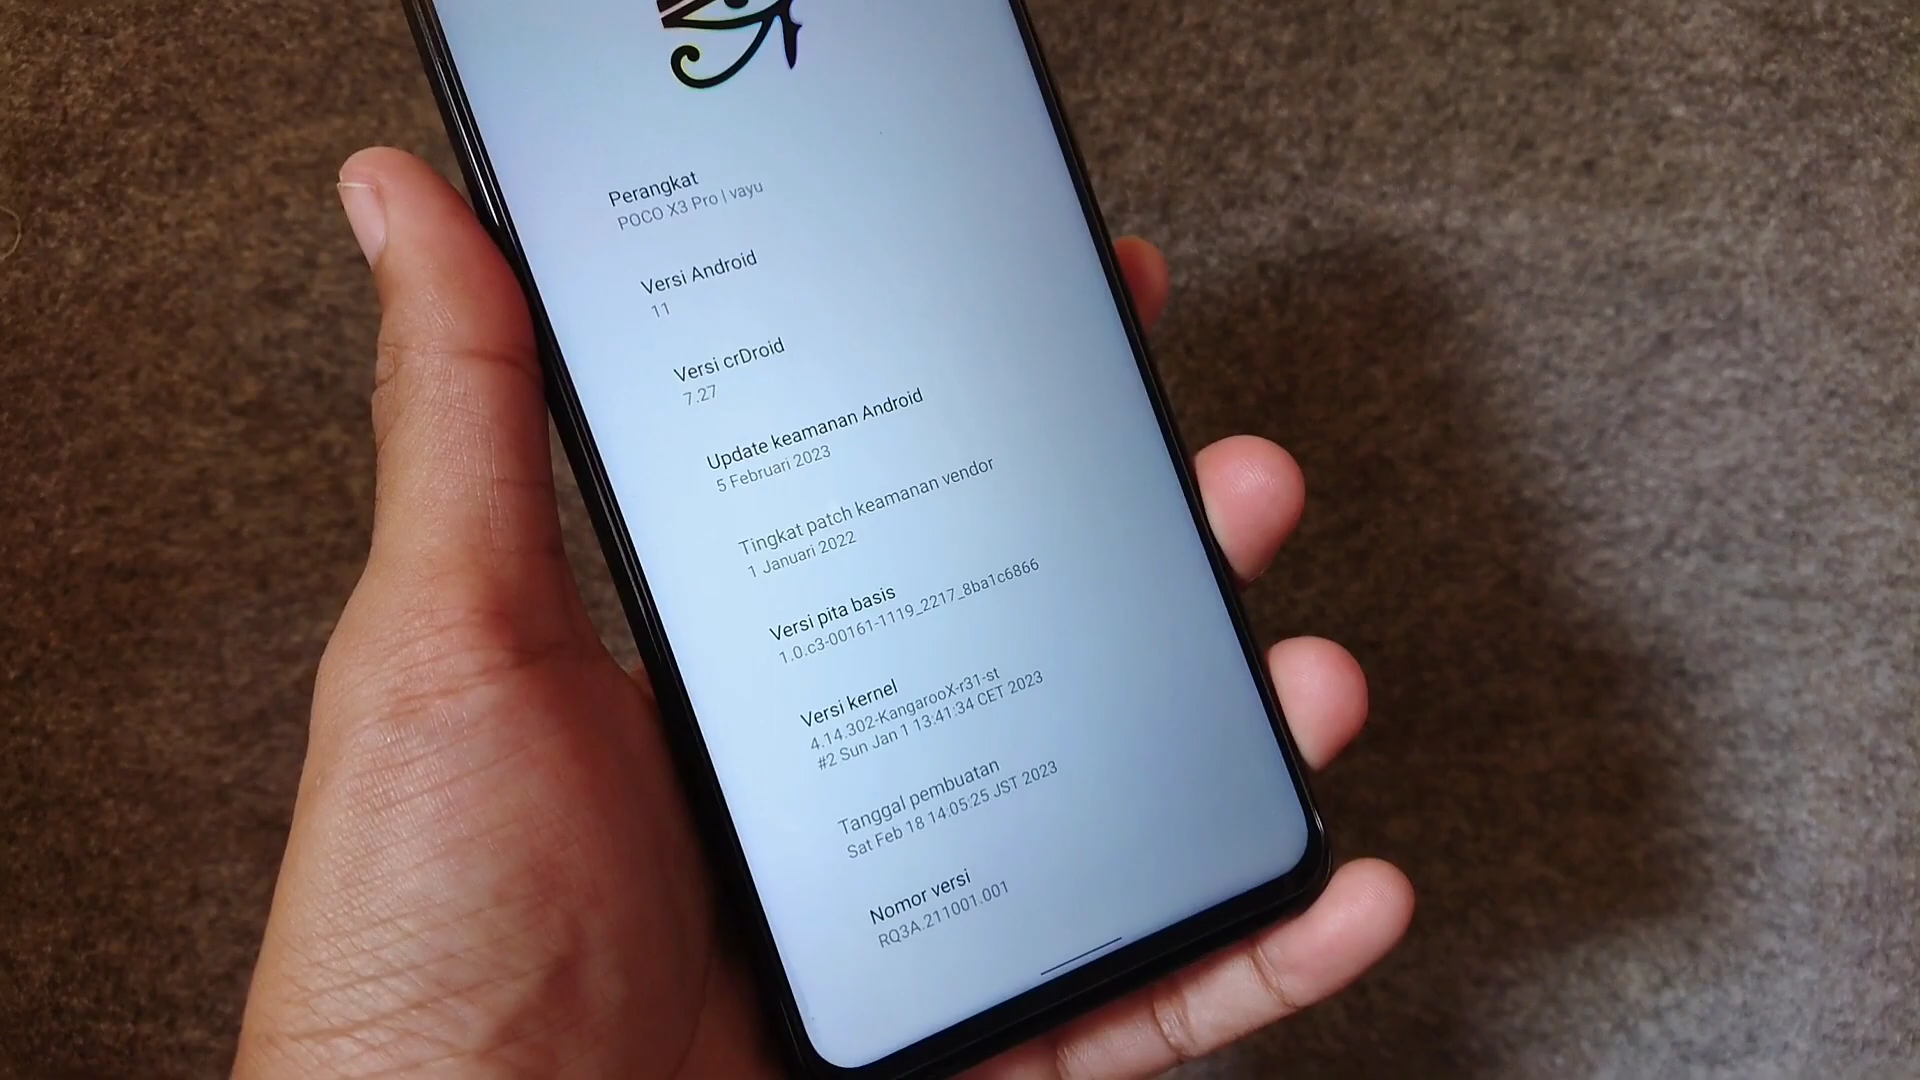 Perangkat
POCO X3 Pro | vayu
Versi Android
11
Versi crDroid
7.27
Update keamanan Android
5 Februari 2023
Tingkat patch keamanan vendor
1 Januari 2022
Versi pita basis
1.0.c3-00161-1119_2217_8ba1c6866
Versi kernel
4.14.302-KangarooX-r31-st
#2 Sun Jan 1 13:41:34 CET 2023
Tanggal pembuatan
Sat Feb 18 14:05:25 JST 2023
Nomor versi
RQ3A.211001.001